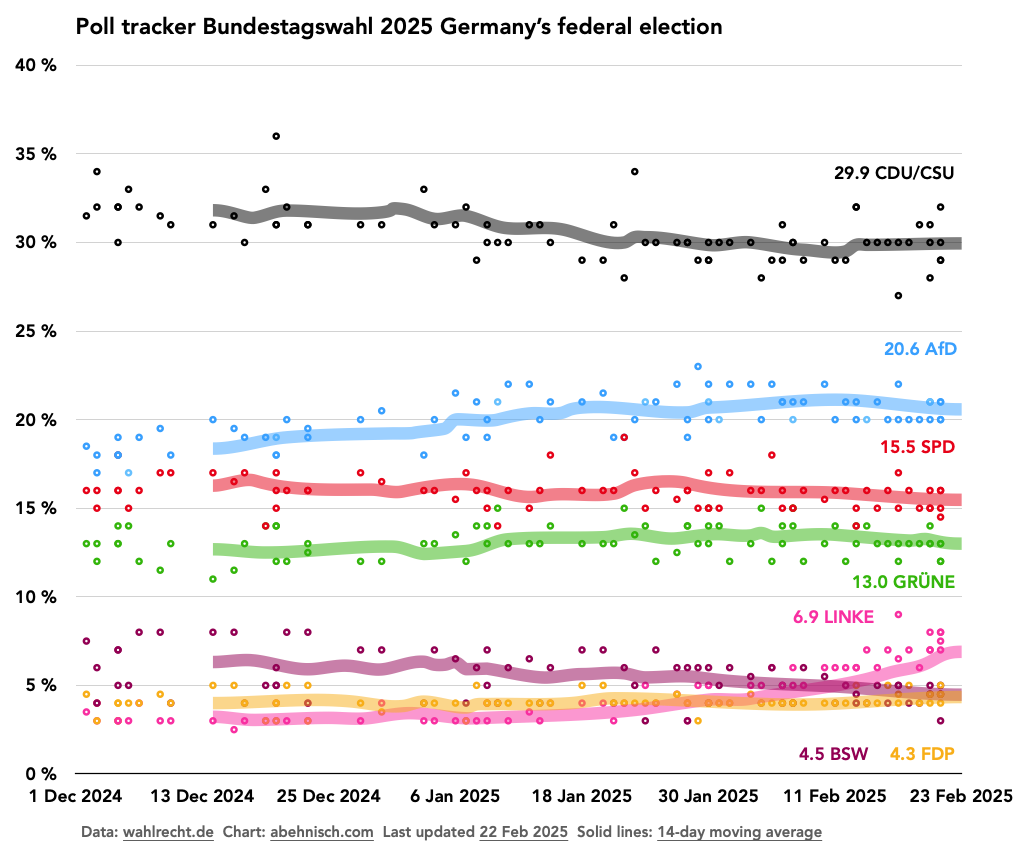 Poll tracker Bundestagswahl 2025 Germany’s federal election
40 %
35 %
29.9 CDU/CSU
30 %
25 %
20.6 AfD
20 %
15.5 SPD
15 %
13.0 GRÜNE
10 %
6.9 LINKE
5 %
4.5 BSW 4.3 FDP
0 %
1 Dec 2024 13 Dec 2024 25 Dec 2024 6 Jan 2025 18 Jan 2025 30 Jan 2025 11 Feb 2025 23 Feb 2025
Data: wahlrecht.de Chart: abehnisch.com Last updated 22 Feb 2025 Solid lines: 14-day moving average